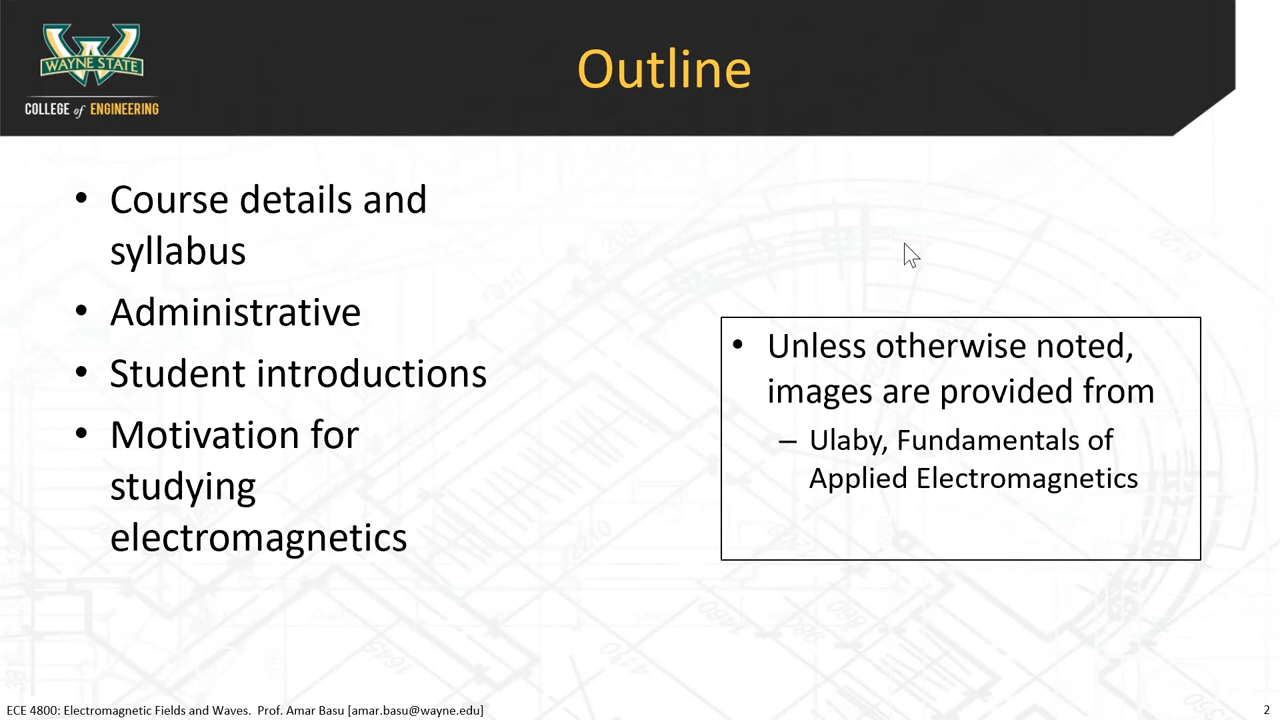 WAYNE STATE
COLLEGE of ENGINEERING
Outline
• Course details and
syllabus
• Administrative
• Student introductions
• Motivation for
studying
electromagnetics
• Unless otherwise noted,
images are provided from
– Ulaby, Fundamentals of
Applied Electromagnetics
ECE 4800: Electromagnetic Fields and Waves. Prof. Amar Basu [amar.basu@wayne.edu]
2